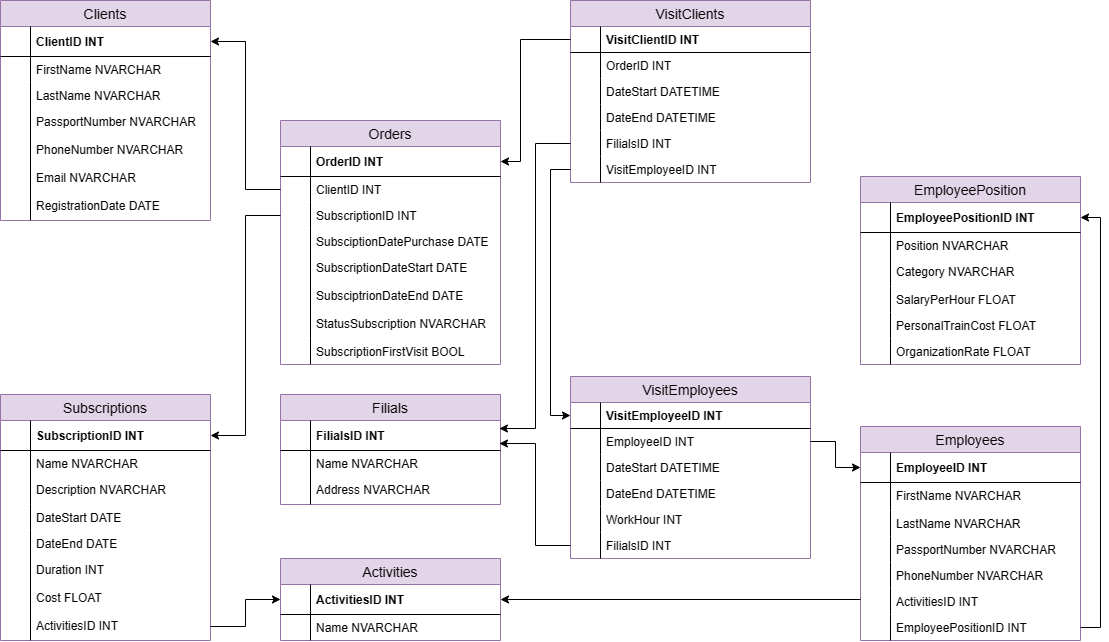 Clients
ClientID INT
FirstName NVARCHAR
LastName NVARCHAR
PassportNumber NVARCHAR
PhoneNumber NVARCHAR
Email NVARCHAR
RegistrationDate DATE
Orders
OrderID INT
ClientID INT
SubscriptionID INT
SubsciptionDatePurchase DATE
SubscriptionDateStart DATE
SubsciptrionDateEnd DATE
StatusSubscription NVARCHAR
SubscriptionFirstVisit BOOL
VisitClients
VisitClientID INT
OrderID INT
DateStart DATETIME
DateEnd DATETIME
FilialsID INT
VisitEmployeeID INT
EmployeePosition
EmployeePositionID INT
Position NVARCHAR
Category NVARCHAR
SalaryPerHour FLOAT
PersonalTrainCost FLOAT
OrganizationRate FLOAT
Subscriptions
SubscriptionID INT
Name NVARCHAR
Description NVARCHAR
DateStart DATE
DateEnd DATE
Duration INT
Cost FLOAT
ActivitiesID INT
Filials
FilialsID INT
Name NVARCHAR
Address NVARCHAR
Activities
ActivitiesID INT
Name NVARCHAR
VisitEmployees
VisitEmployeeID INT
EmployeeID INT
DateStart DATETIME
DateEnd DATETIME
WorkHour INT
FilialsID INT
Employees
EmployeeID INT
FirstName NVARCHAR
LastName NVARCHAR
PassportNumber NVARCHAR
PhoneNumber NVARCHAR
ActivitiesID INT
EmployeePositionID INT